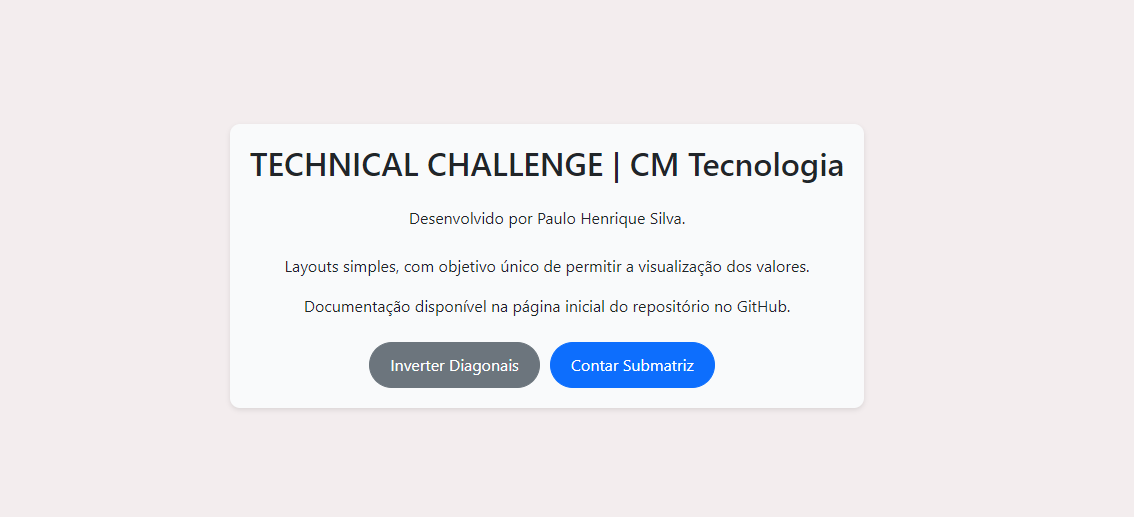 TECHNICAL CHALLENGE | CM Tecnologia
Desenvolvido por Paulo Henrique Silva.
Layouts simples, com objetivo único de permitir a visualização dos valores.
Documentação disponível na página inicial do repositório no GitHub.
Inverter Diagonais
Contar Submatriz